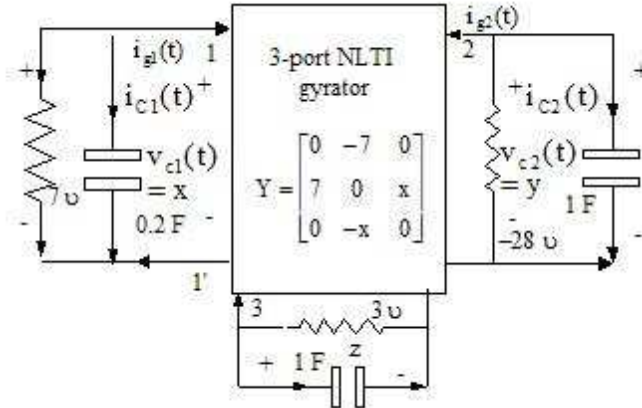 i_g1(t)
1
3-port NLTI
gyrator
i_g2(t)
2
+
i_C1(t) +
+ i_C2(t) +
v_c1(t)
= x
7℧
0.2 F
-
-
Y = [0 −7 0
7 0 x
0 −x 0]
v_c2(t)
= y
1 F
-
-
−28 ℧
1'
3
3℧
+ 1 F z -